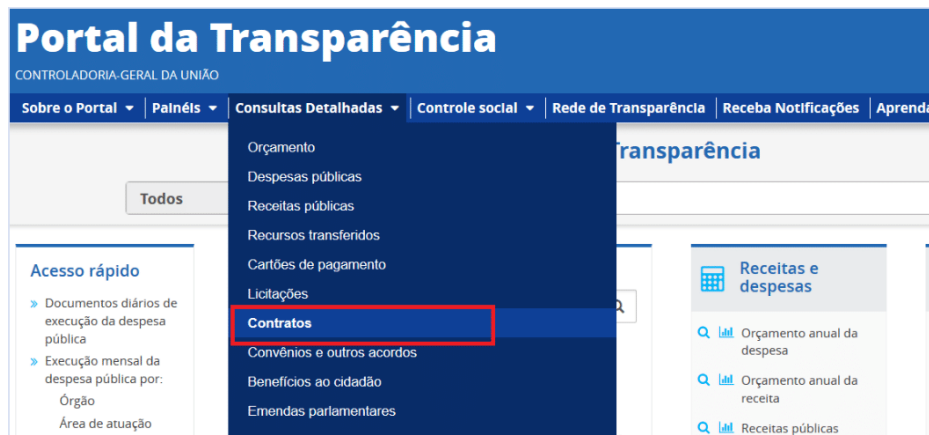 Portal da Transparência
CONTROLADORIA-GERAL DA UNIÃO
Sobre o Portal
Painéis
Consultas Detalhadas
Controle social
Rede de Transparência
Receba Notificações
Aprenda
Transparência
Todos
Orçamento
Despesas públicas
Receitas públicas
Recursos transferidos
Cartões de pagamento
Licitações
Contratos
Convênios e outros acordos
Benefícios ao cidadão
Emendas parlamentares
Acesso rápido
Documentos diários de
execução da despesa
pública
Execução mensal da
despesa pública por:
Órgão
Área de atuação
Receitas e
despesas
Orçamento anual da
despesa
Orçamento anual da
receita
Receitas públicas